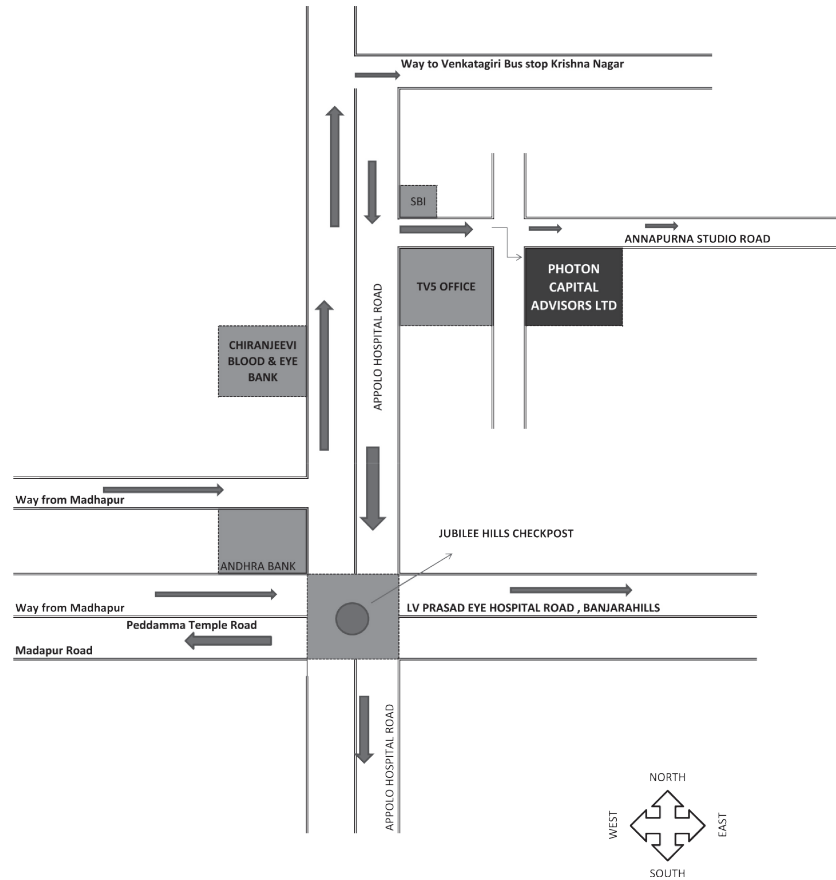 Way to Venkatagiri Bus stop Krishna Nagar
SBI
ANNAPURNA STUDIO ROAD
TV5 OFFICE
PHOTON
CAPITAL
ADVISORS LTD
APPOLO HOSPITAL ROAD
CHIRANJEEVI
BLOOD & EYE
BANK
Way from Madhapur
JUBILEE HILLS CHECKPOST
ANDHRA BANK
Way from Madhapur
LV PRASAD EYE HOSPITAL ROAD , BANJARAHILLS
Peddamma Temple Road
Madapur Road
APPOLO HOSPITAL ROAD
NORTH
WEST
EAST
SOUTH